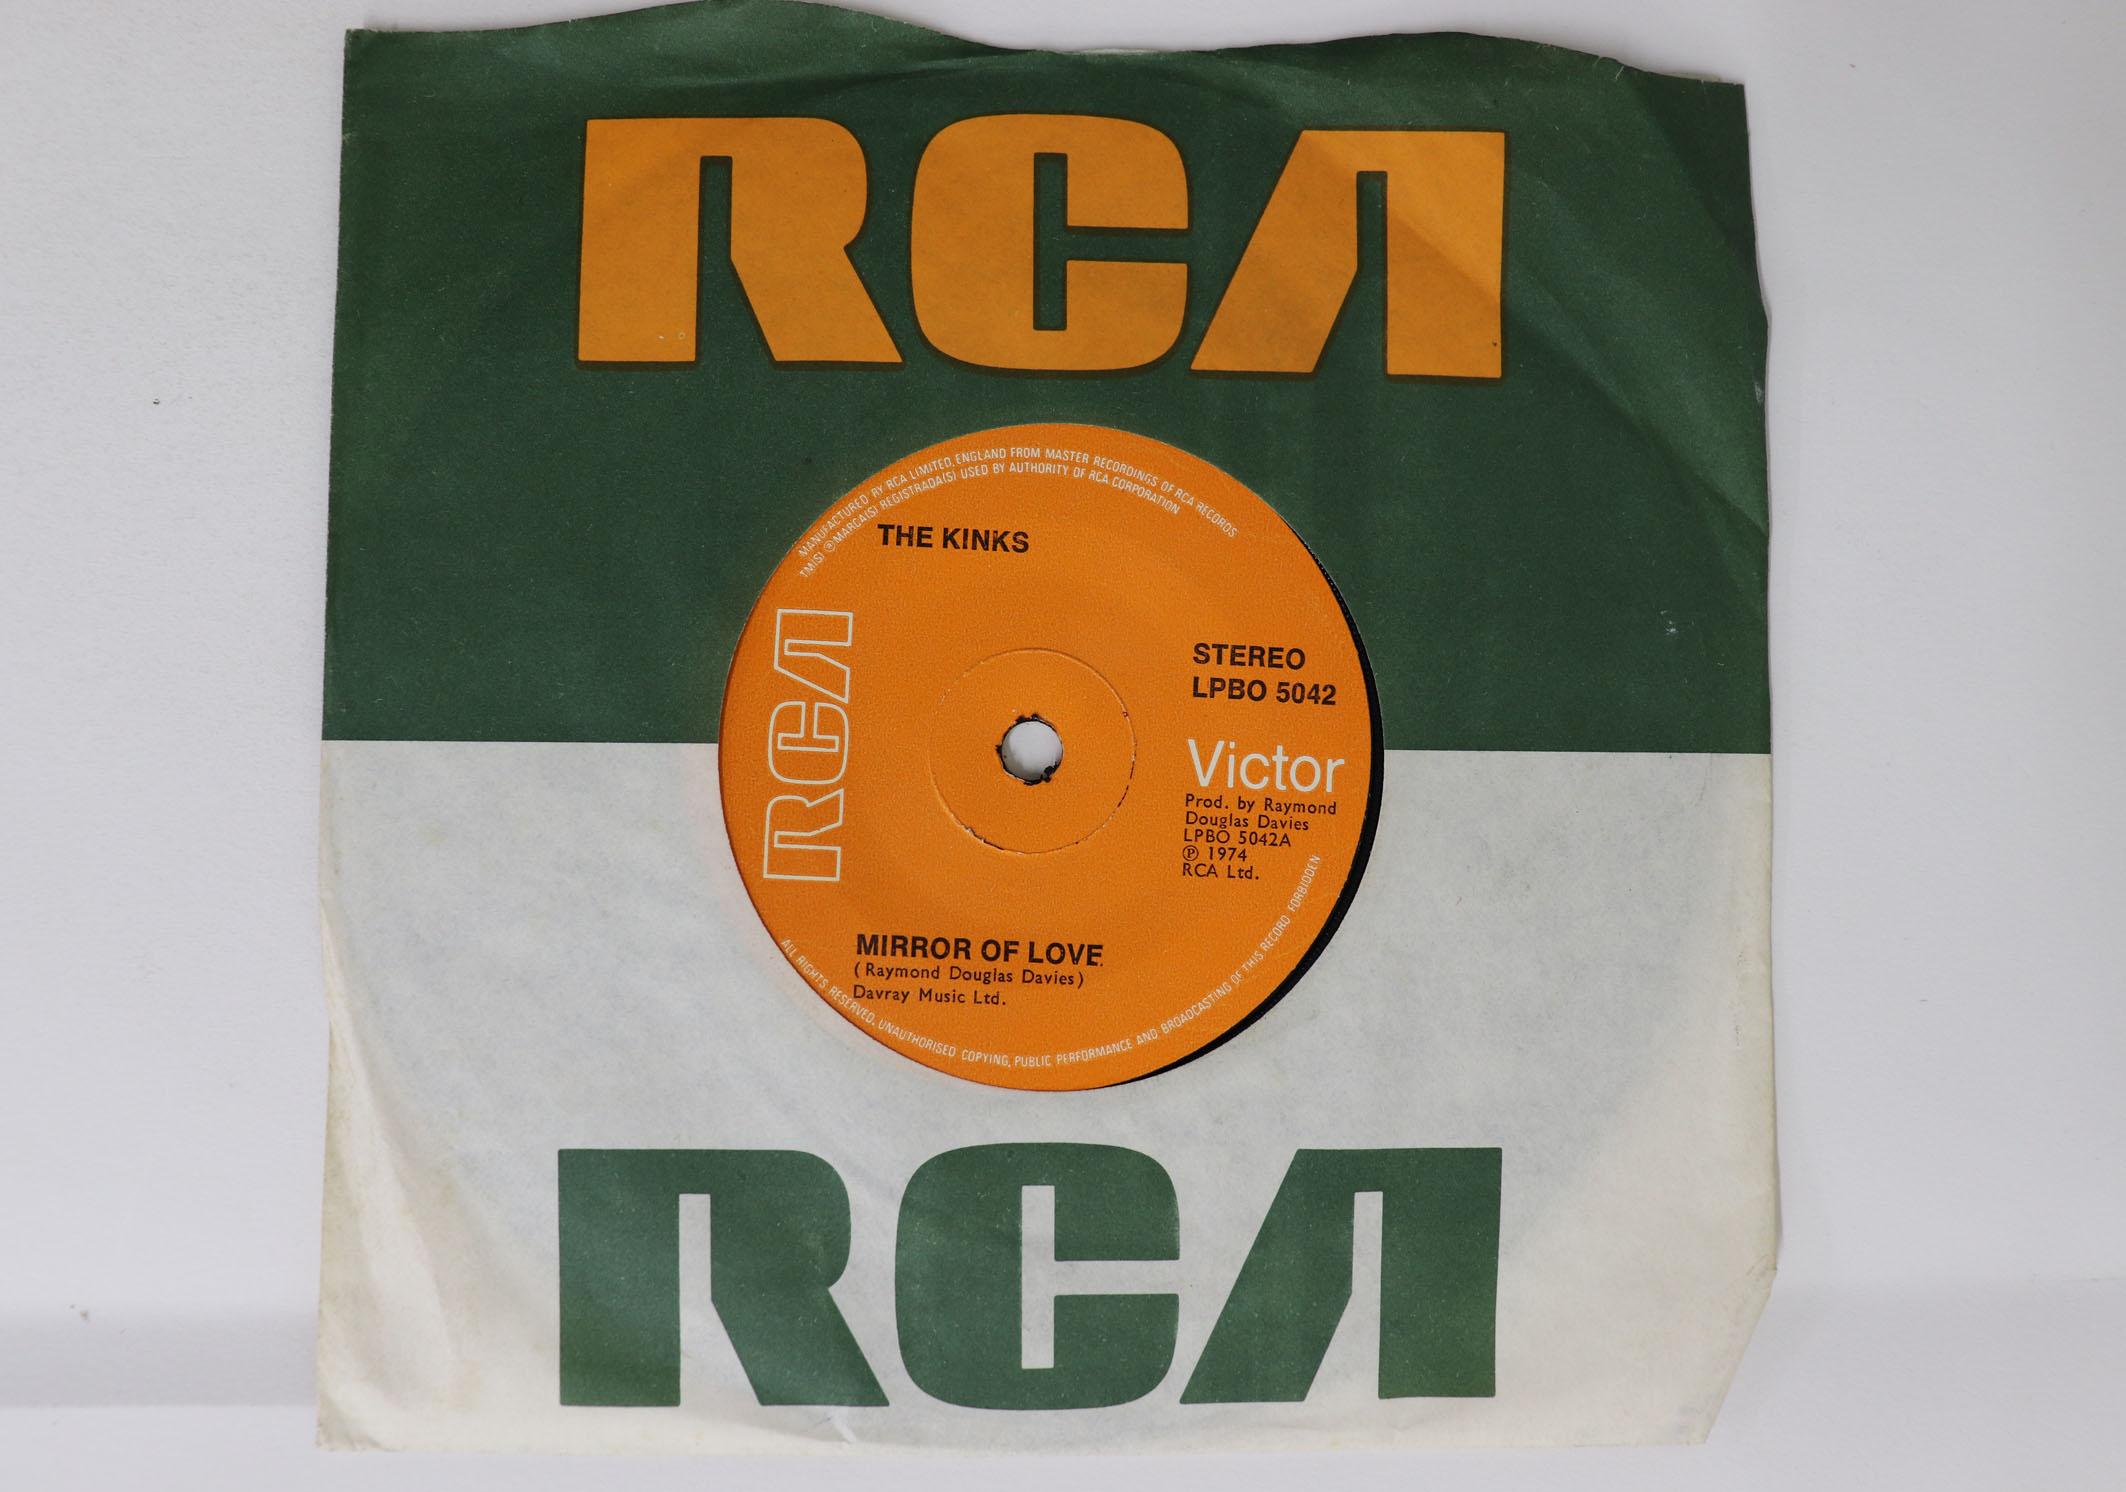 RCA
MANUFACTURED BY RCA LIMITED, ENGLAND FROM MASTER RECORDINGS OF RCA RECORDS
TM(S) ® MARCA(S) REGISTRADA(S) USED BY AUTHORITY OF RCA CORPORATION
THE KINKS
RCA
STEREO
LPBO 5042
Victor
Prod. by Raymond
Douglas Davies
LPBO 5042A
℗ 1974
RCA Ltd.
MIRROR OF LOVE
(Raymond Douglas Davies)
Davray Music Ltd.
ALL RIGHTS RESERVED. UNAUTHORISED COPYING, PUBLIC PERFORMANCE AND BROADCASTING OF THIS RECORD FORBIDDEN
RCA